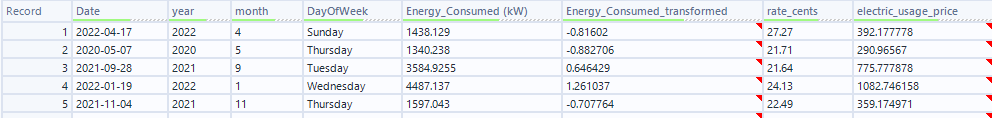 Record Date year month DayOfWeek Energy_Consumed (kW) Energy_Consumed_transformed rate_cents electric_usage_price
1 2022-04-17 2022 4 Sunday 1438.129 -0.81602 27.27 392.177778
2 2020-05-07 2020 5 Thursday 1340.238 -0.882706 21.71 290.96567
3 2021-09-28 2021 9 Tuesday 3584.9255 0.646429 21.64 775.777878
4 2022-01-19 2022 1 Wednesday 4487.137 1.261037 24.13 1082.746158
5 2021-11-04 2021 11 Thursday 1597.043 -0.707764 22.49 359.174971